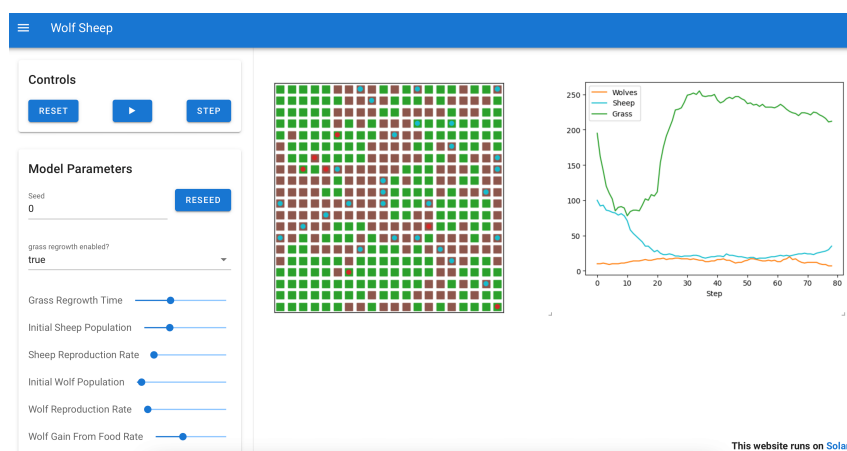 Wolf Sheep
Controls
RESET
STEP
Model Parameters
Seed
0
RESEED
grass regrowth enabled?
true
Grass Regrowth Time
Initial Sheep Population
Sheep Reproduction Rate
Initial Wolf Population
Wolf Reproduction Rate
Wolf Gain From Food Rate
Wolves
Sheep
Grass
250
200
150
100
50
0
0 10 20 30 40 50 60 70 80
Step
This website runs on Solar